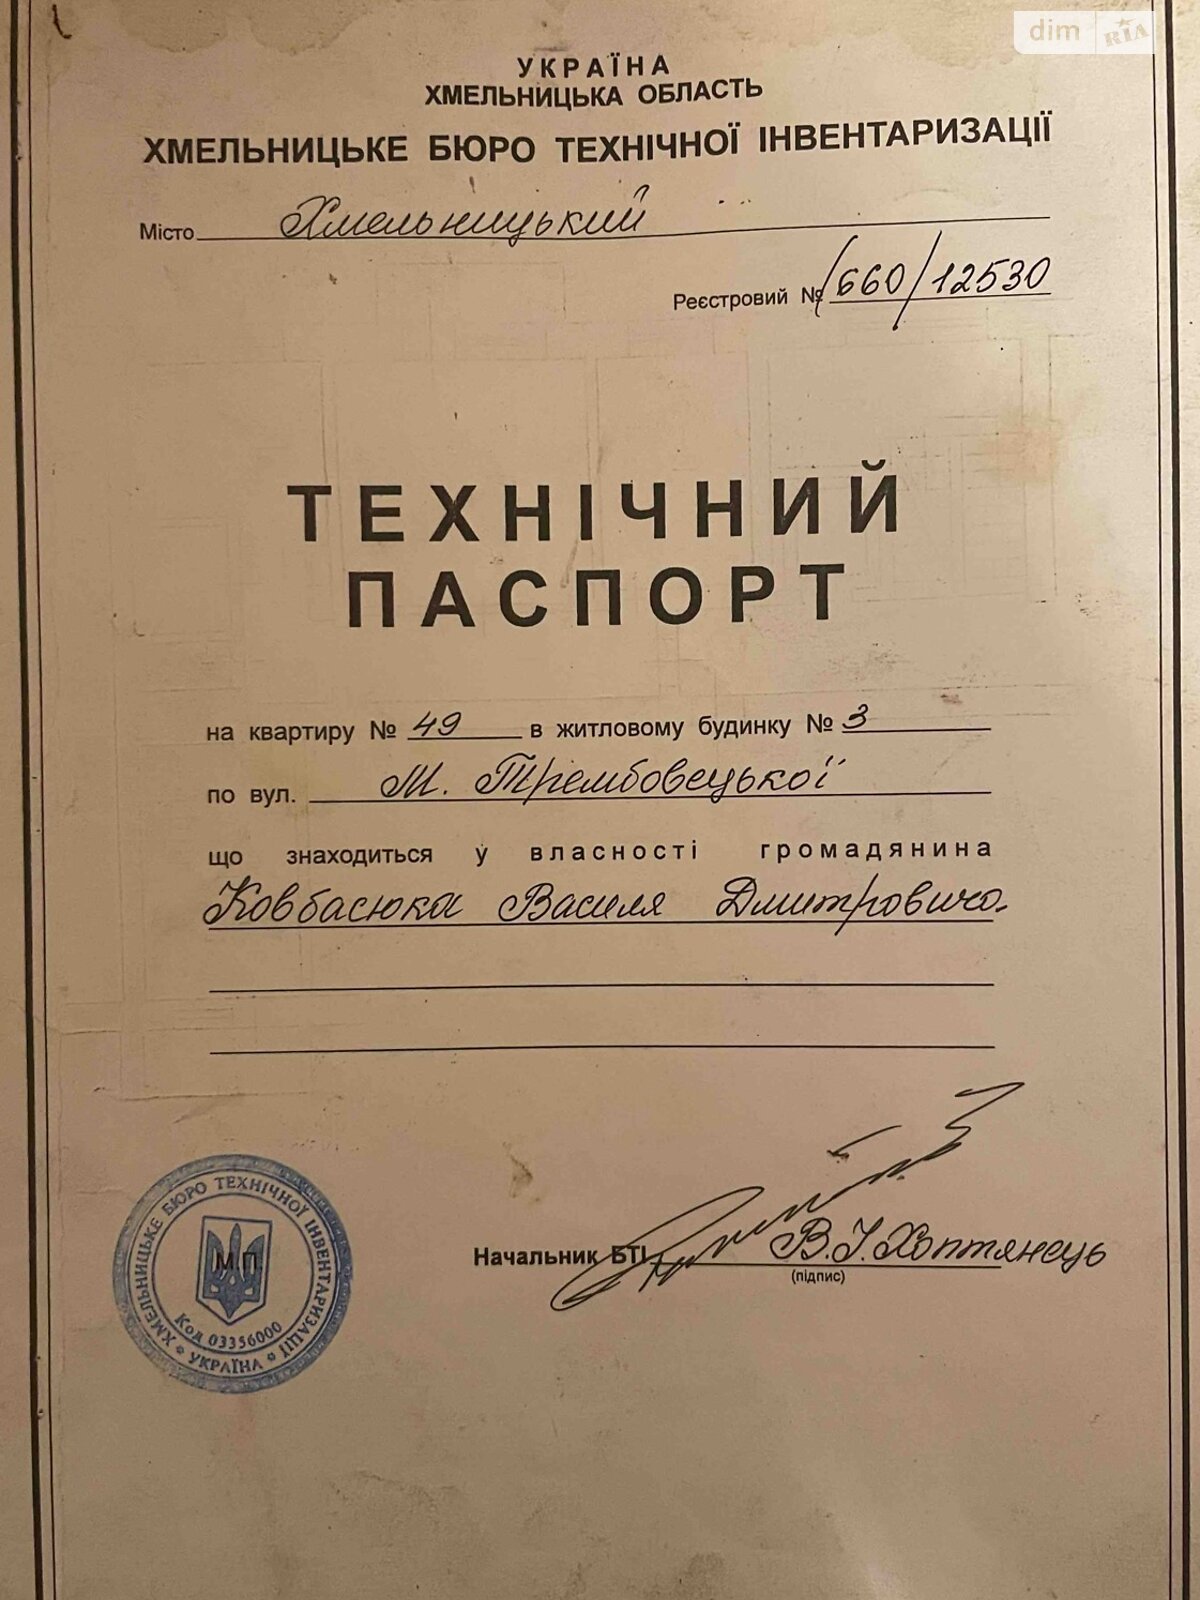 dim RIA
УКРАЇНА
ХМЕЛЬНИЦЬКА ОБЛАСТЬ
ХМЕЛЬНИЦЬКЕ БЮРО ТЕХНІЧНОЇ ІНВЕНТАРИЗАЦІЇ
Місто Хмельницький
Реєстровий № 660/12530
ТЕХНІЧНИЙ
ПАСПОРТ
на квартиру № 49 в житловому будинку № 3
по вул. М. Трембовецької
що знаходиться у власності громадянина
Ковбасюка Василя Дмитровича
Начальник БТІ В.І.Хоптянець
(підпис)
ХМЕЛЬНИЦЬКЕ БЮРО ТЕХНІЧНОЇ ІНВЕНТАРИЗАЦІЇ
М.П.
Код 03356000
* УКРАЇНА *